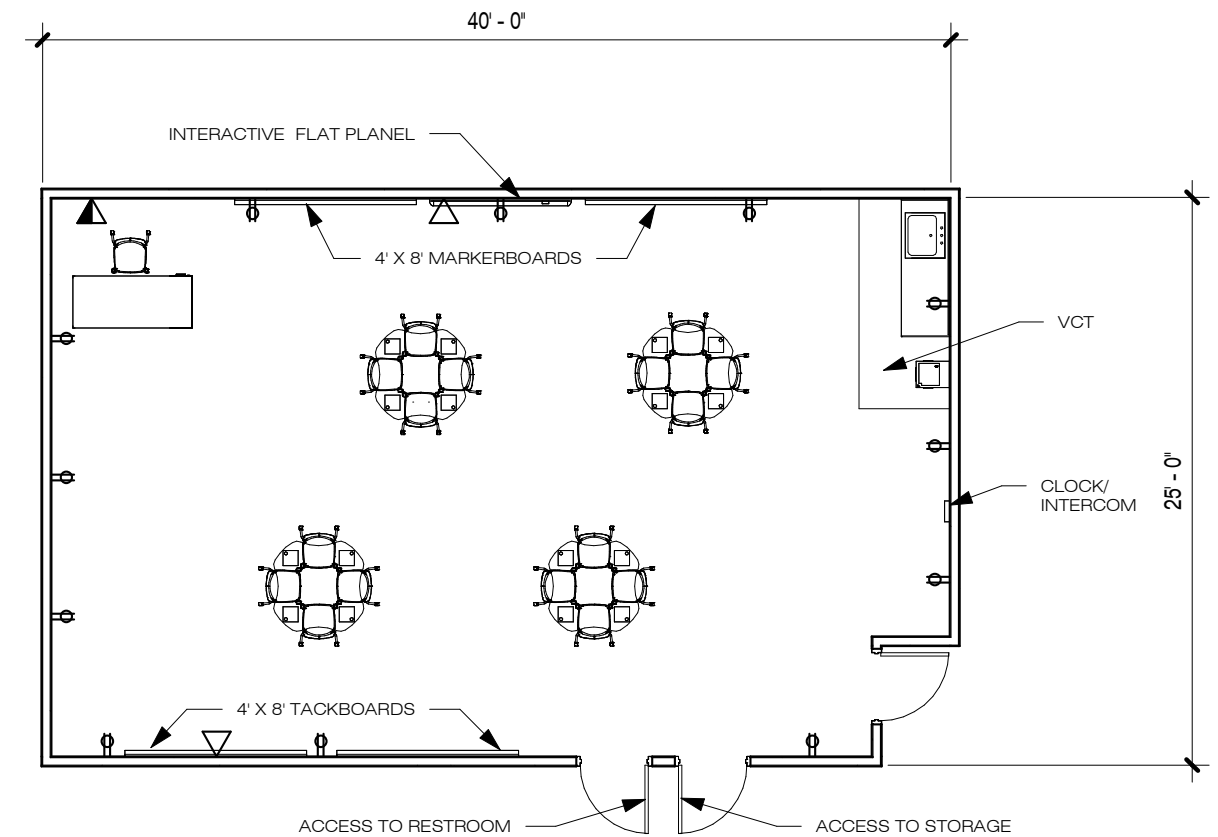 40' - 0"
INTERACTIVE FLAT PLANEL
4' X 8' MARKERBOARDS
VCT
25' - 0"
CLOCK/
INTERCOM
4' X 8' TACKBOARDS
ACCESS TO RESTROOM
ACCESS TO STORAGE